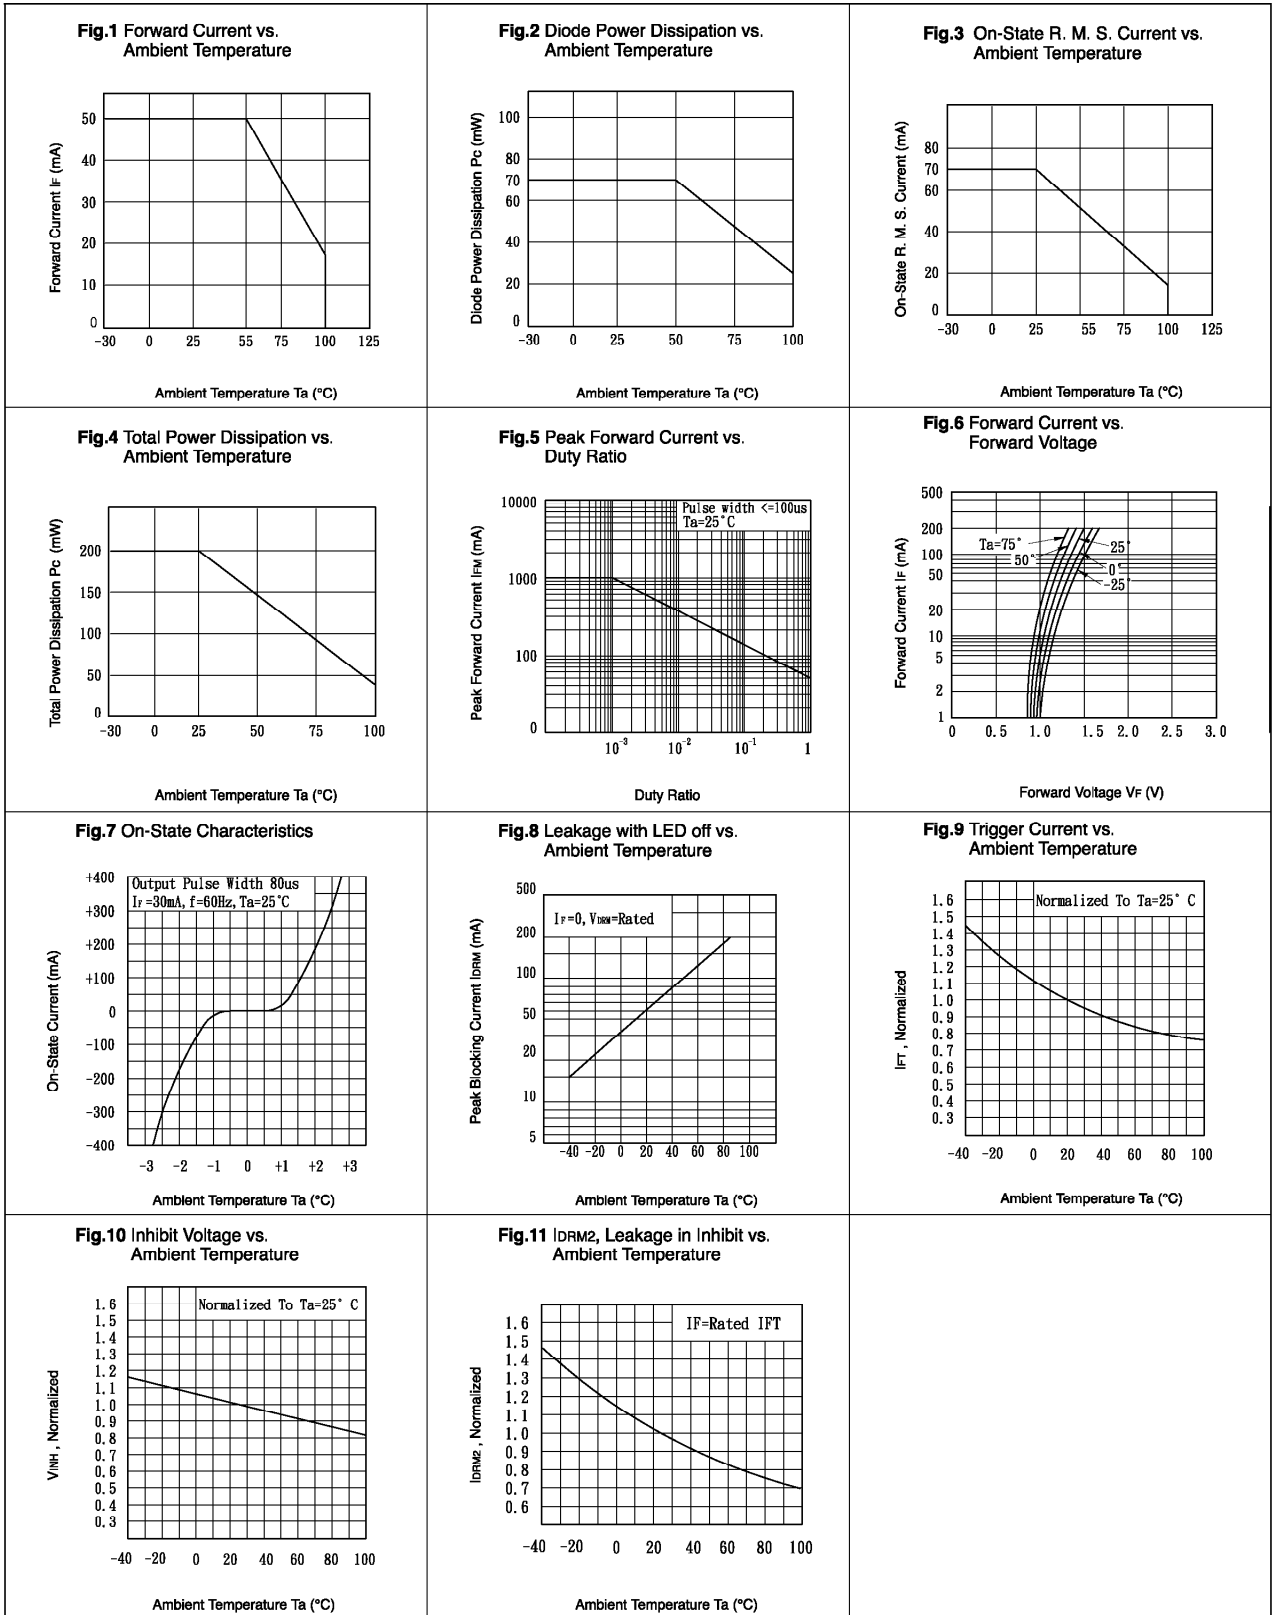 Fig.1 Forward Current vs.
Ambient Temperature
Forward Current IF (mA)
50
40
30
20
10
0
-30 0 25 55 75 100 125
Ambient Temperature Ta (°C)
Fig.2 Diode Power Dissipation vs.
Ambient Temperature
Diode Power Dissipation Pc (mW)
100
80
70
60
40
20
0
-30 0 25 50 75 100
Ambient Temperature Ta (°C)
Fig.3 On-State R. M. S. Current vs.
Ambient Temperature
On-State R. M. S. Current (mA)
80
70
60
40
20
0
-30 0 25 55 75 100 125
Ambient Temperature Ta (°C)
Fig.4 Total Power Dissipation vs.
Ambient Temperature
Total Power Dissipation Pc (mW)
200
150
100
50
0
-30 0 25 50 75 100
Ambient Temperature Ta (°C)
Fig.5 Peak Forward Current vs.
Duty Ratio
Peak Forward Current IFM (mA)
Pulse width <=100us
Ta=25°C
10000
1000
100
0
10-3 10-2 10-1 1
Duty Ratio
Fig.6 Forward Current vs.
Forward Voltage
Forward Current IF (mA)
500
200
100
50
20
10
5
2
1
Ta=75°
50°
25°
0°
-25°
0 0.5 1.0 1.5 2.0 2.5 3.0
Forward Voltage VF (V)
Fig.7 On-State Characteristics
On-State Current (mA)
Output Pulse Width 80us
IF=30mA, f=60Hz, Ta=25°C
+400
+300
+200
+100
0
-100
-200
-300
-400
-3 -2 -1 0 +1 +2 +3
Ambient Temperature Ta (°C)
Fig.8 Leakage with LED off vs.
Ambient Temperature
Peak Blocking Current IDRM (mA)
IF=0, VDRM=Rated
500
200
100
50
20
10
5
-40 -20 0 20 40 60 80 100
Ambient Temperature Ta (°C)
Fig.9 Trigger Current vs.
Ambient Temperature
IFT, Normalized
Normalized To Ta=25° C
1.6
1.5
1.4
1.3
1.2
1.1
1.0
0.9
0.8
0.7
0.6
0.5
0.4
0.3
-40 -20 0 20 40 60 80 100
Ambient Temperature Ta (°C)
Fig.10 Inhibit Voltage vs.
Ambient Temperature
VINH, Normalized
Normalized To Ta=25° C
1.6
1.5
1.4
1.3
1.2
1.1
1.0
0.9
0.8
0.7
0.6
0.5
0.4
0.3
-40 -20 0 20 40 60 80 100
Ambient Temperature Ta (°C)
Fig.11 IDRM2, Leakage in Inhibit vs.
Ambient Temperature
IDRM2, Normalized
IF=Rated IFT
1.6
1.5
1.4
1.3
1.2
1.1
1.0
0.9
0.8
0.7
0.6
-40 -20 0 20 40 60 80 100
Ambient Temperature Ta (°C)